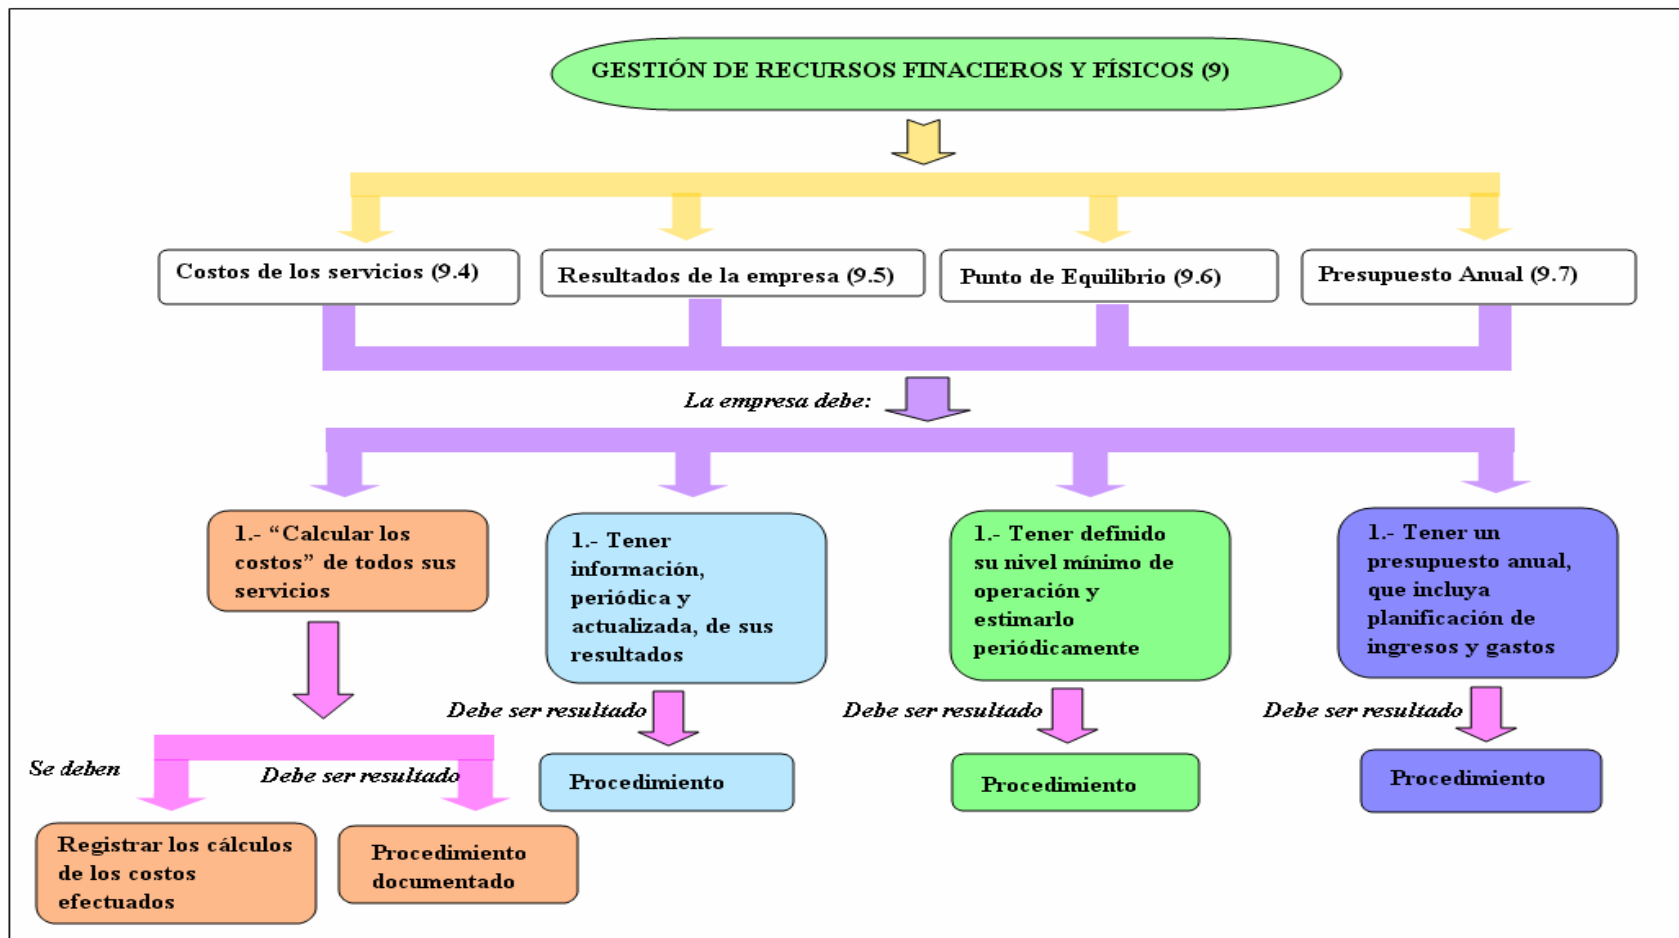 GESTIÓN DE RECURSOS FINACIEROS Y FÍSICOS (9)
Costos de los servicios (9.4)
Resultados de la empresa (9.5)
Punto de Equilibrio (9.6)
Presupuesto Anual (9.7)
La empresa debe:
1.- “Calcular los
costos” de todos sus
servicios
1.- Tener
información,
periódica y
actualizada, de sus
resultados
1.- Tener definido
su nivel mínimo de
operación y
estimarlo
periódicamente
1.- Tener un
presupuesto anual,
que incluya
planificación de
ingresos y gastos
Se deben
Debe ser resultado
Debe ser resultado
Debe ser resultado
Debe ser resultado
Registrar los cálculos
de los costos
efectuados
Procedimiento
documentado
Procedimiento
Procedimiento
Procedimiento